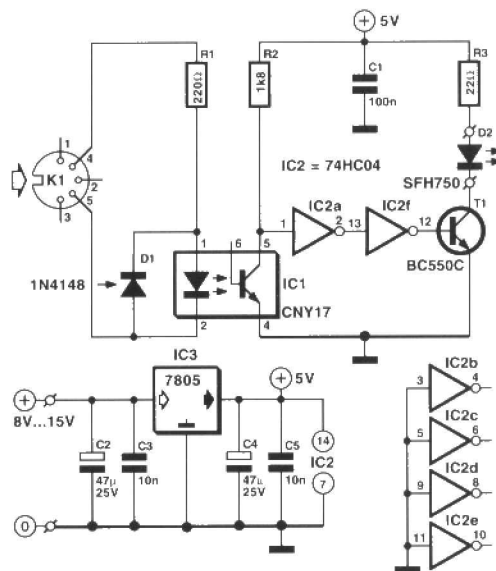 5V
R1
220Ω
R2
1k8
C1
100n
R3
22Ω
D2
IC2 = 74HC04
SFH750
K1
1
4
2
5
3
D1
1N4148
1
6
5
IC1
CNY17
2
4
1
IC2a
2
13
IC2f
12
T1
BC550C
IC3
7805
8V...15V
C2
47µ
25V
C3
10n
C4
47µ
25V
C5
10n
5V
14
IC2
7
0
IC2b
3
4
IC2c
5
6
IC2d
9
8
IC2e
11
10